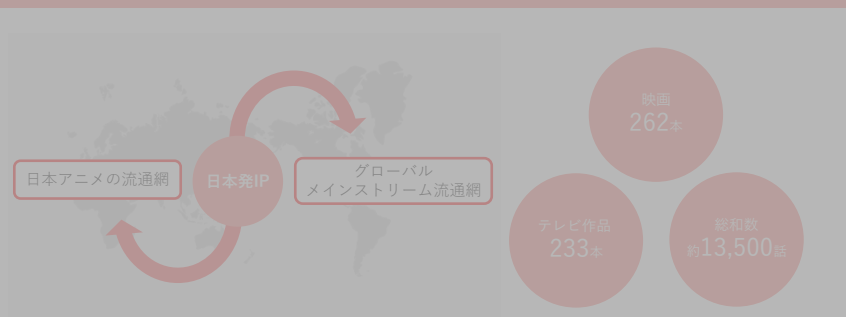 日本アニメの流通網
日本発IP
グローバル
メインストリーム流通網
映画
262本
テレビ作品
233本
総和数
約13,500話